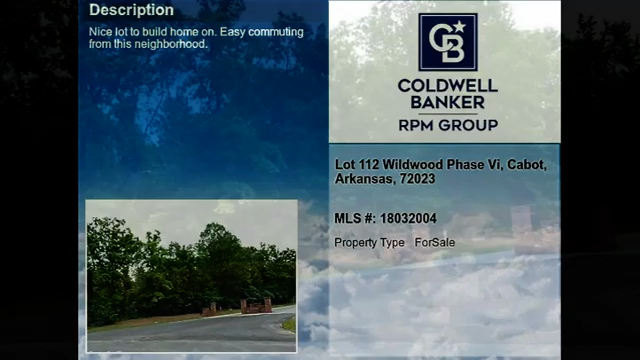 Description
Nice lot to build home on. Easy commuting
from this neighborhood.
CB
COLDWELL
BANKER
RPM GROUP
Lot 112 Wildwood Phase Vi, Cabot,
Arkansas, 72023
MLS #: 18032004
Property Type ForSale